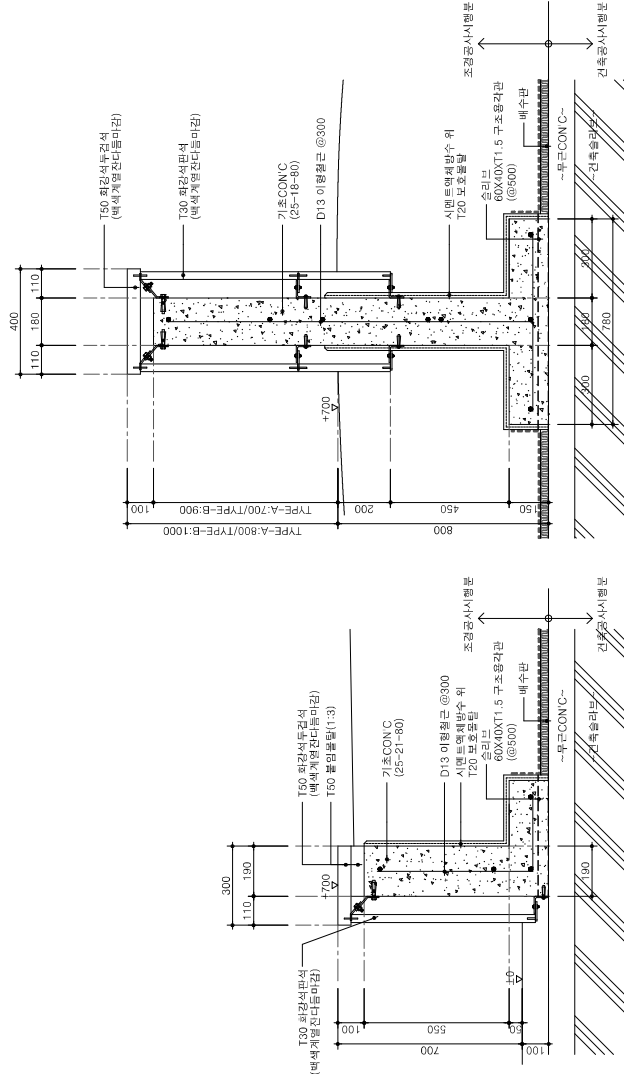 T50 화강석두겁석
(백색계열잔다듬마감)
T30 화강석판석
(백색계열잔다듬마감)
기초CON'C
(25-18-80)
D13 이형철근 @300
시멘트액체방수 위
T20 보호몰탈
슬리브
60X40XT1.5 구조용각관
(@500)
배수판
~무근CON'C~
~건축슬라브~
조경공사시행분
건축공사시행분
400
110
180
110
+700
100
TYPE-A:700/TYPE-B:900
200
450
150
TYPE-A:800/TYPE-B:1000
800
300
180
780
T50 화강석두겁석
(백색계열잔다듬마감)
T50 붙임몰탈(1:3)
기초CON'C
(25-21-80)
D13 이형철근 @300
시멘트액체방수 위
T20 보호몰탈
슬리브
60X40XT1.5 구조용각관
(@500)
배수판
~무근CON'C~
~건축슬라브~
조경공사시행분
건축공사시행분
300
110
190
+700
T30 화강석판석
(백색계열잔다듬마감)
±0
100
550
50
700
100
190